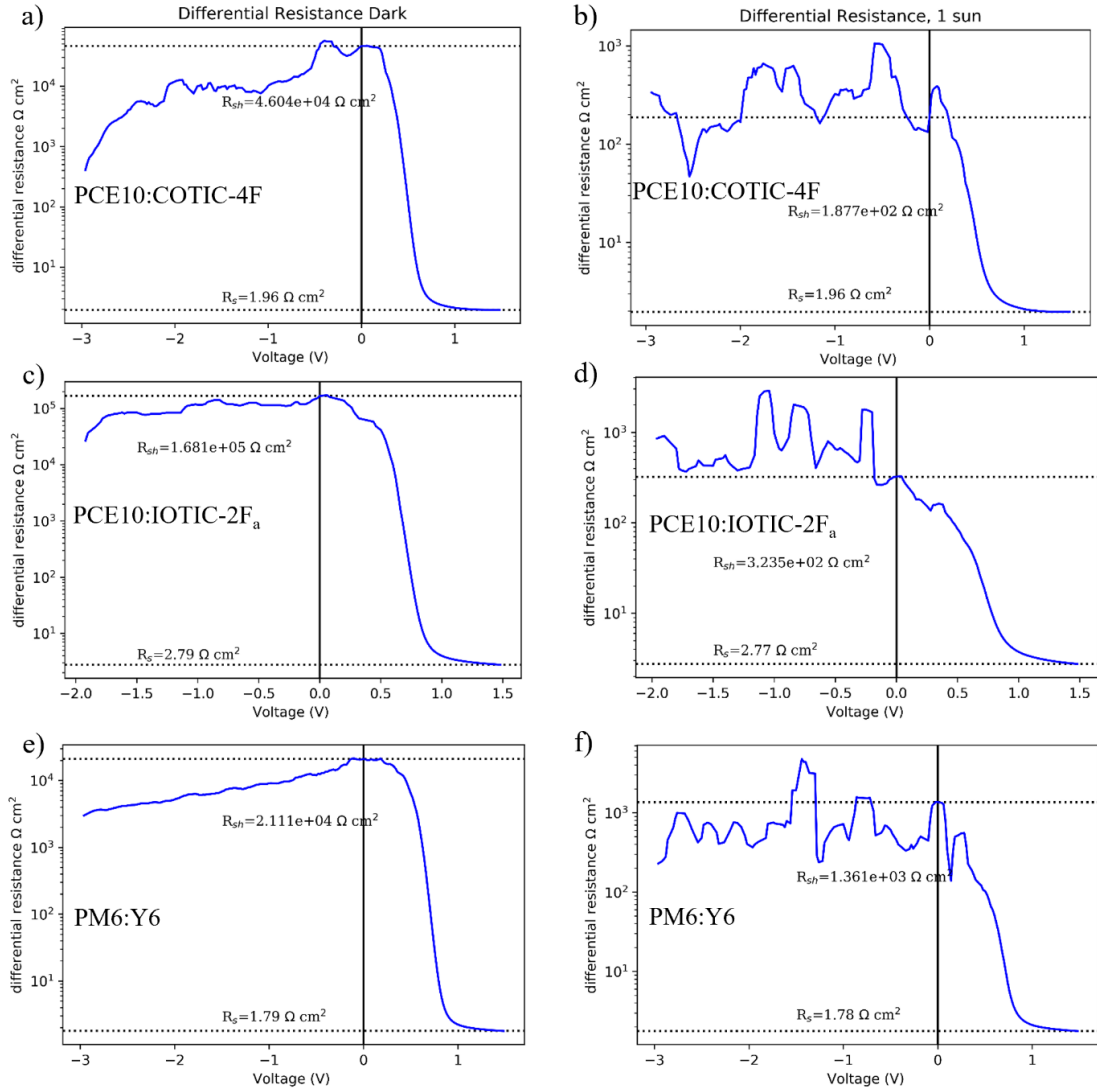 a)
Differential Resistance Dark
differential resistance Ω cm²
10⁴
10³
10²
10¹
R_sh=4.604e+04 Ω cm²
PCE10:COTIC-4F
R_s=1.96 Ω cm²
−3 −2 −1 0 1
Voltage (V)
b)
Differential Resistance, 1 sun
differential resistance Ω cm²
10³
10²
10¹
PCE10:COTIC-4F
R_sh=1.877e+02 Ω cm²
R_s=1.96 Ω cm²
−3 −2 −1 0 1
Voltage (V)
c)
differential resistance Ω cm²
10⁵
10⁴
10³
10²
10¹
R_sh=1.681e+05 Ω cm²
PCE10:IOTIC-2Fₐ
R_s=2.79 Ω cm²
−2.0 −1.5 −1.0 −0.5 0.0 0.5 1.0 1.5
Voltage (V)
d)
differential resistance Ω cm²
10³
10²
10¹
PCE10:IOTIC-2Fₐ
R_sh=3.235e+02 Ω cm²
R_s=2.77 Ω cm²
−2.0 −1.5 −1.0 −0.5 0.0 0.5 1.0 1.5
Voltage (V)
e)
differential resistance Ω cm²
10⁴
10³
10²
10¹
R_sh=2.111e+04 Ω cm²
PM6:Y6
R_s=1.79 Ω cm²
−3 −2 −1 0 1
Voltage (V)
f)
differential resistance Ω cm²
10³
10²
10¹
R_sh=1.361e+03 Ω cm²
PM6:Y6
R_s=1.78 Ω cm²
−3 −2 −1 0 1
Voltage (V)